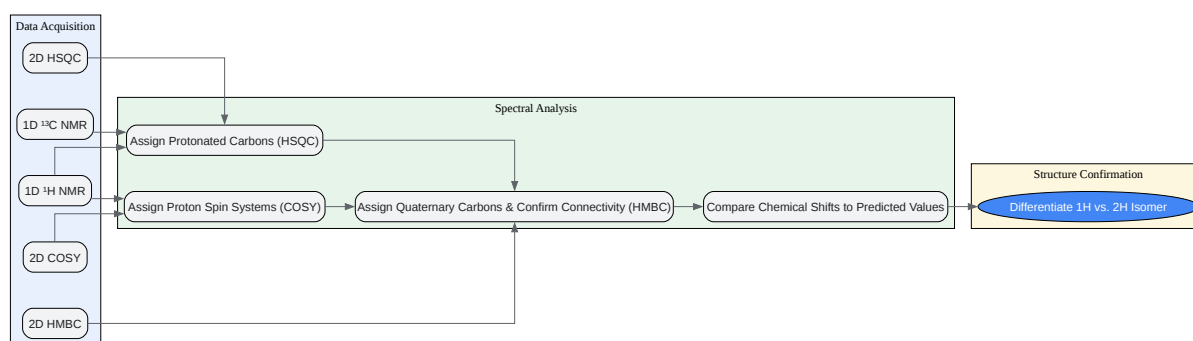 Data Acquisition
2D HSQC
1D ¹³C NMR
1D ¹H NMR
2D COSY
2D HMBC
Spectral Analysis
Assign Protonated Carbons (HSQC)
Assign Proton Spin Systems (COSY)
Assign Quaternary Carbons & Confirm Connectivity (HMBC)
Compare Chemical Shifts to Predicted Values
Structure Confirmation
Differentiate 1H vs. 2H Isomer